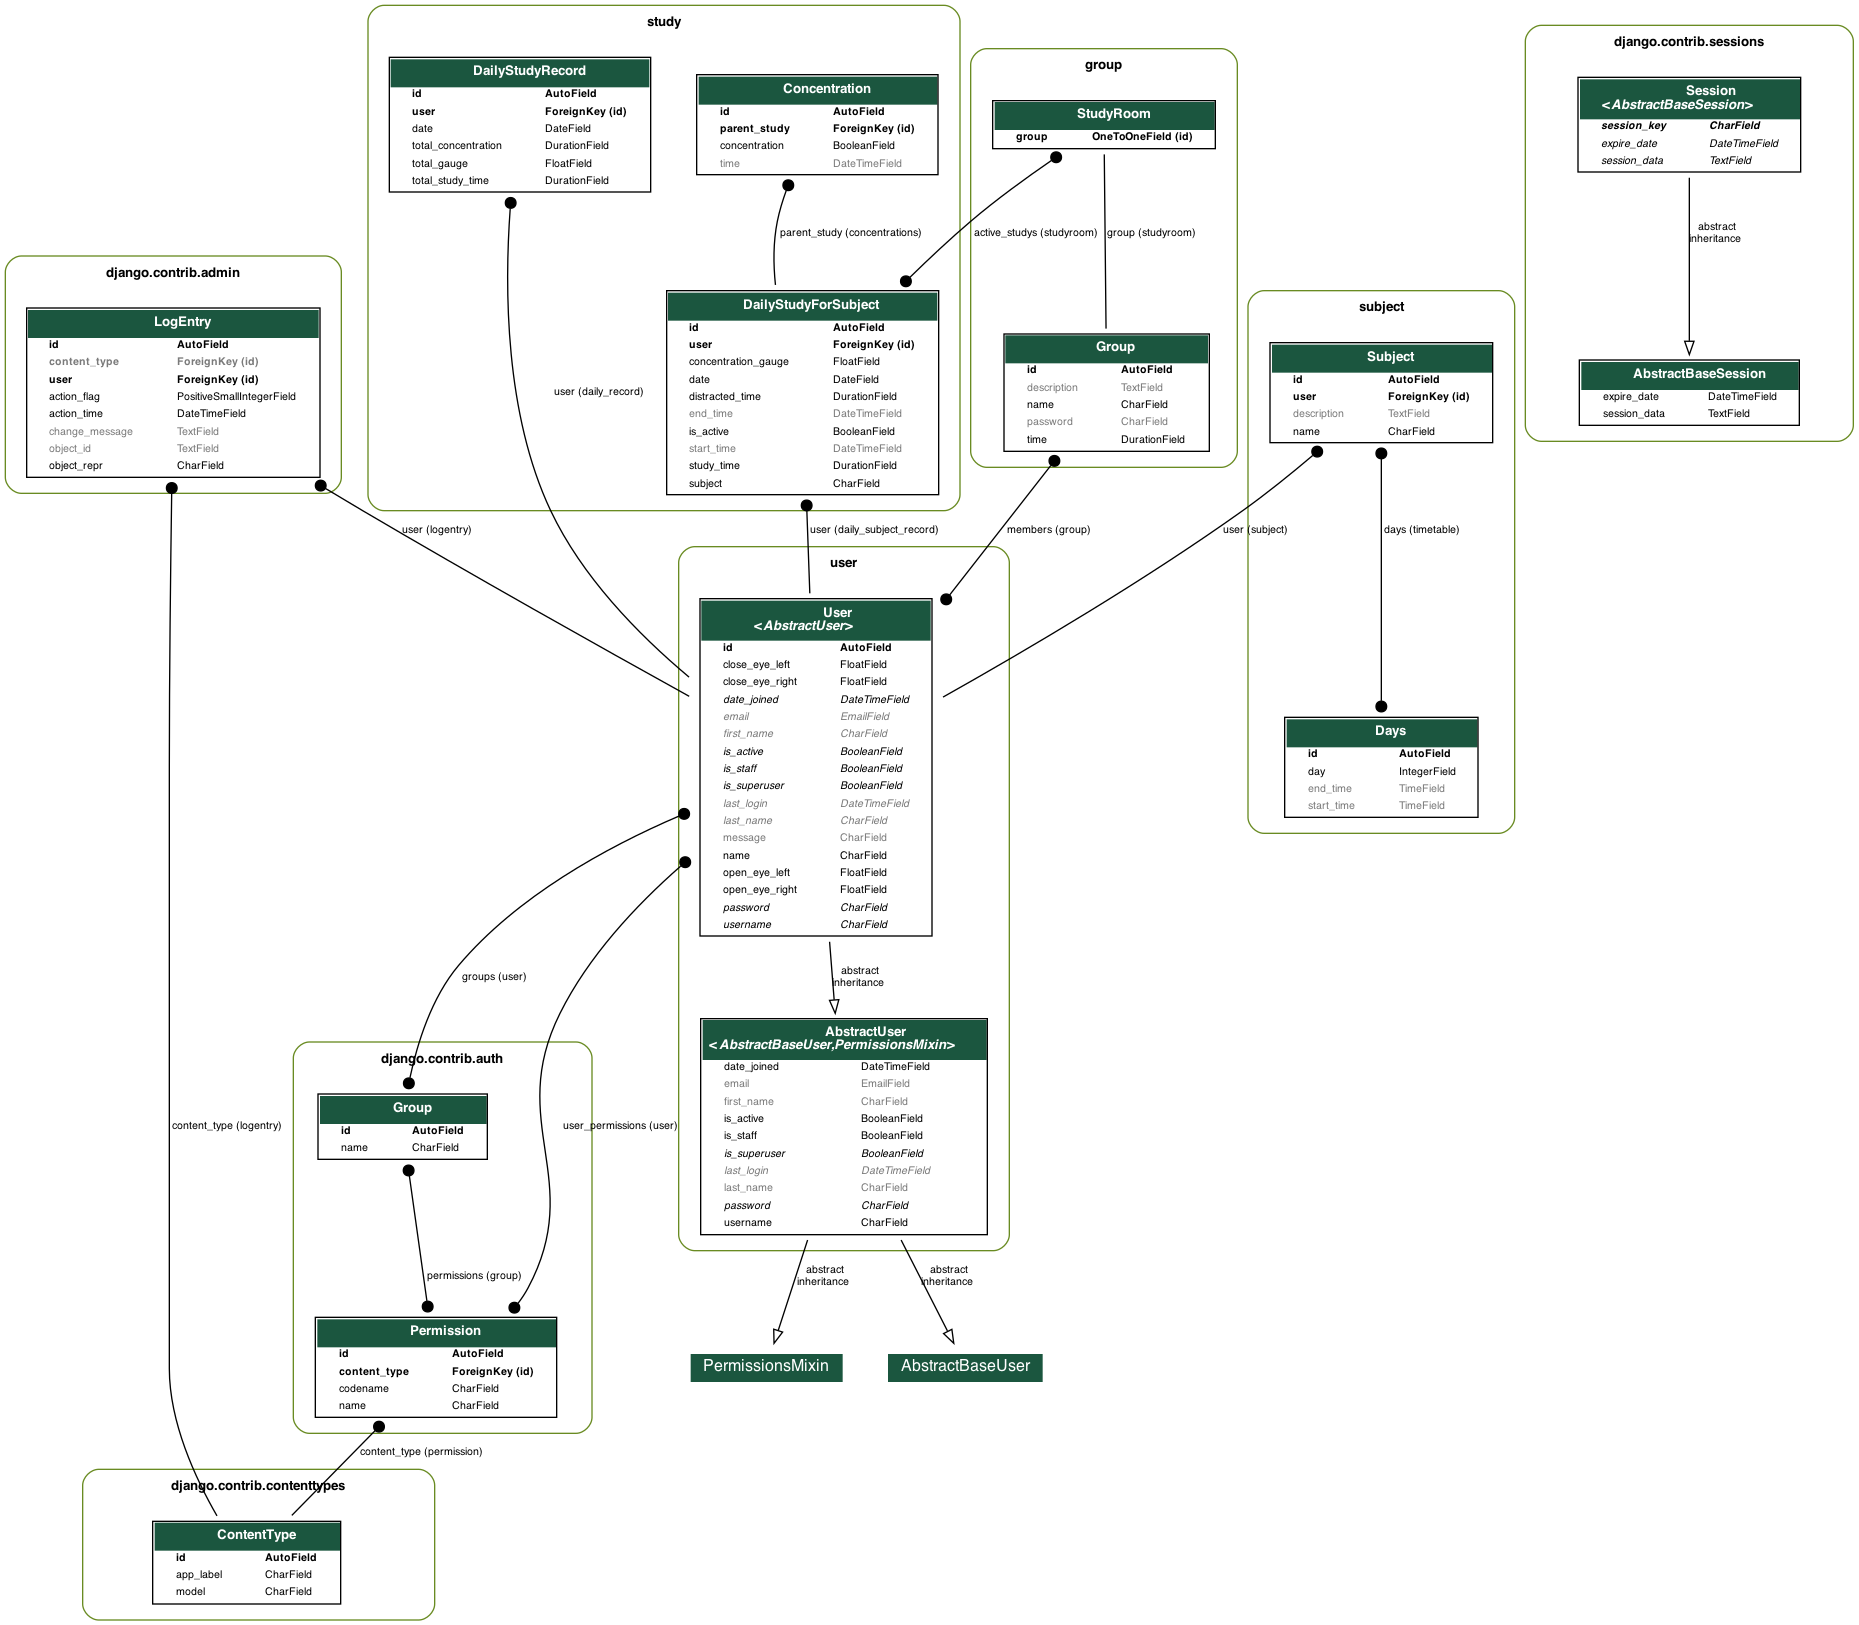 study
DailyStudyRecord
id AutoField
user ForeignKey (id)
date DateField
total_concentration DurationField
total_gauge FloatField
total_study_time DurationField
Concentration
id AutoField
parent_study ForeignKey (id)
concentration BooleanField
time DateTimeField
parent_study (concentrations)
DailyStudyForSubject
id AutoField
user ForeignKey (id)
concentration_gauge FloatField
date DateField
distracted_time DurationField
end_time DateTimeField
is_active BooleanField
start_time DateTimeField
study_time DurationField
subject CharField
group
StudyRoom
group OneToOneField (id)
active_studys (studyroom)
group (studyroom)
Group
id AutoField
description TextField
name CharField
password CharField
time DurationField
django.contrib.sessions
Session
<AbstractBaseSession>
session_key CharField
expire_date DateTimeField
session_data TextField
abstract
inheritance
AbstractBaseSession
expire_date DateTimeField
session_data TextField
django.contrib.admin
LogEntry
id AutoField
content_type ForeignKey (id)
user ForeignKey (id)
action_flag PositiveSmallIntegerField
action_time DateTimeField
change_message TextField
object_id TextField
object_repr CharField
subject
Subject
id AutoField
user ForeignKey (id)
description TextField
name CharField
user (daily_record)
user (logentry)
user (daily_subject_record)
members (group)
user (subject)
days (timetable)
Days
id AutoField
day IntegerField
end_time TimeField
start_time TimeField
user
User
<AbstractUser>
id AutoField
close_eye_left FloatField
close_eye_right FloatField
date_joined DateTimeField
email EmailField
first_name CharField
is_active BooleanField
is_staff BooleanField
is_superuser BooleanField
last_login DateTimeField
last_name CharField
message CharField
name CharField
open_eye_left FloatField
open_eye_right FloatField
password CharField
username CharField
abstract
inheritance
AbstractUser
<AbstractBaseUser,PermissionsMixin>
date_joined DateTimeField
email EmailField
first_name CharField
is_active BooleanField
is_staff BooleanField
is_superuser BooleanField
last_login DateTimeField
last_name CharField
password CharField
username CharField
abstract
inheritance
abstract
inheritance
PermissionsMixin
AbstractBaseUser
groups (user)
django.contrib.auth
Group
id AutoField
name CharField
content_type (logentry)
user_permissions (user)
permissions (group)
Permission
id AutoField
content_type ForeignKey (id)
codename CharField
name CharField
content_type (permission)
django.contrib.contenttypes
ContentType
id AutoField
app_label CharField
model CharField